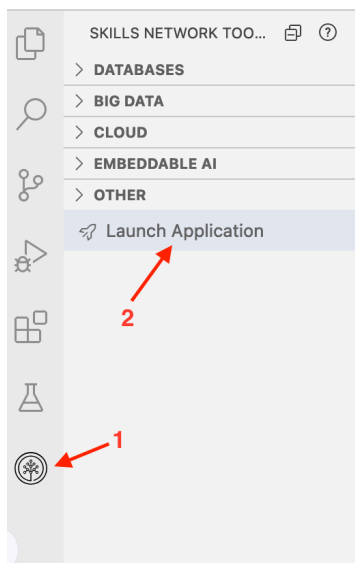 SKILLS NETWORK TOO...
DATABASES
BIG DATA
CLOUD
EMBEDDABLE AI
OTHER
Launch Application
2
1